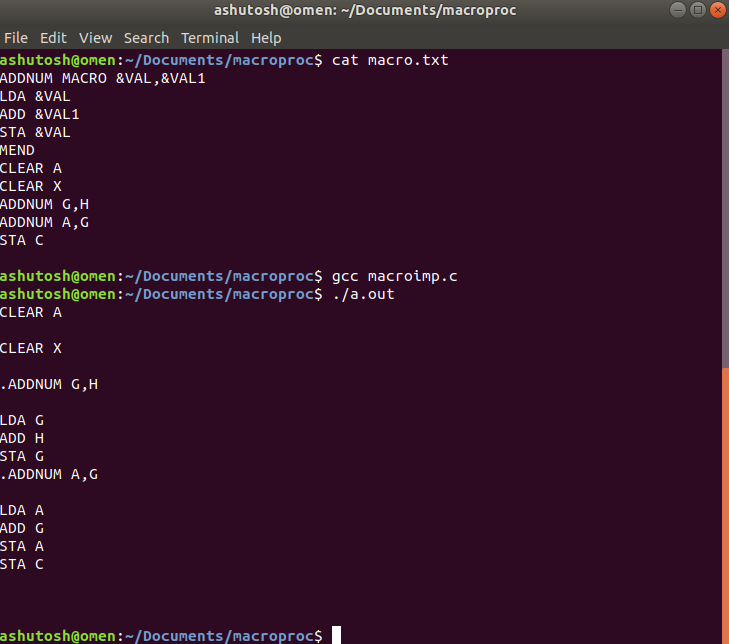 ashutosh@omen: ~/Documents/macroproc
File Edit View Search Terminal Help
ashutosh@omen:~/Documents/macroproc$ cat macro.txt
ADDNUM MACRO &VAL,&VAL1
LDA &VAL
ADD &VAL1
STA &VAL
MEND
CLEAR A
CLEAR X
ADDNUM G,H
ADDNUM A,G
STA C
ashutosh@omen:~/Documents/macroproc$ gcc macroimp.c
ashutosh@omen:~/Documents/macroproc$ ./a.out
CLEAR A
CLEAR X
.ADDNUM G,H
LDA G
ADD H
STA G
.ADDNUM A,G
LDA A
ADD G
STA A
STA C
ashutosh@omen:~/Documents/macroproc$